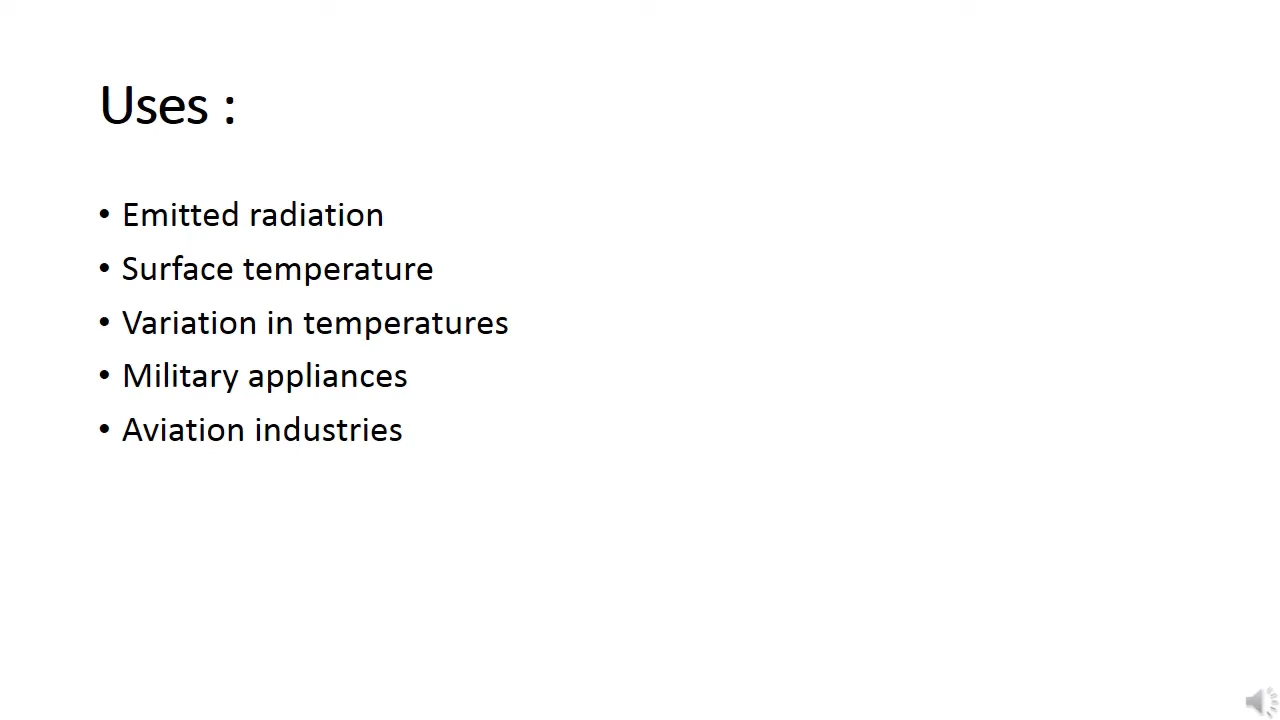 Uses :
• Emitted radiation
• Surface temperature
• Variation in temperatures
• Military appliances
• Aviation industries